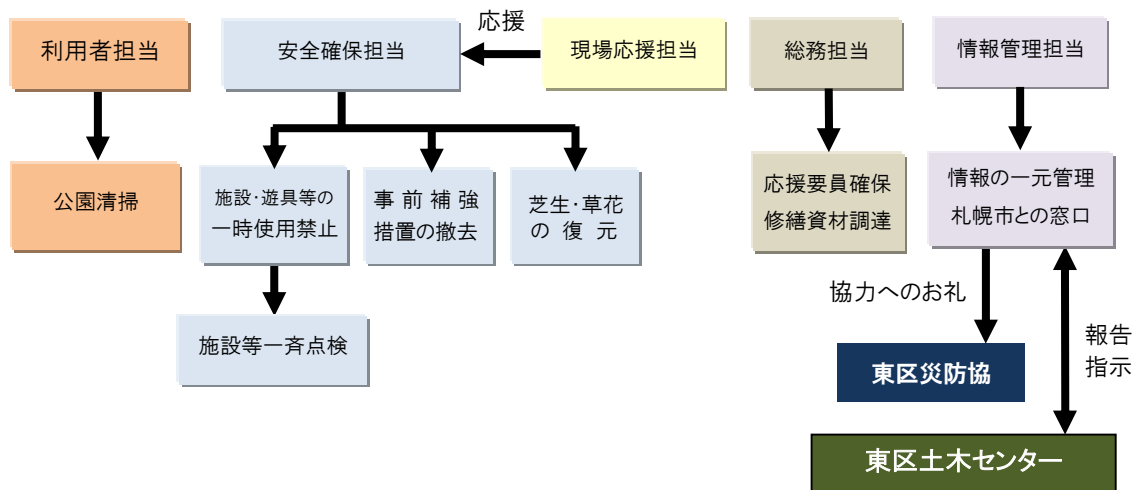 応援
利用者担当
安全確保担当
現場応援担当
総務担当
情報管理担当
公園清掃
施設・遊具等の
一時使用禁止
事前補強
措置の撤去
芝生・草花
の復元
応援要員確保
修繕資材調達
情報の一元管理
札幌市との窓口
協力へのお礼
施設等一斉点検
東区災防協
報告
指示
東区土木センター